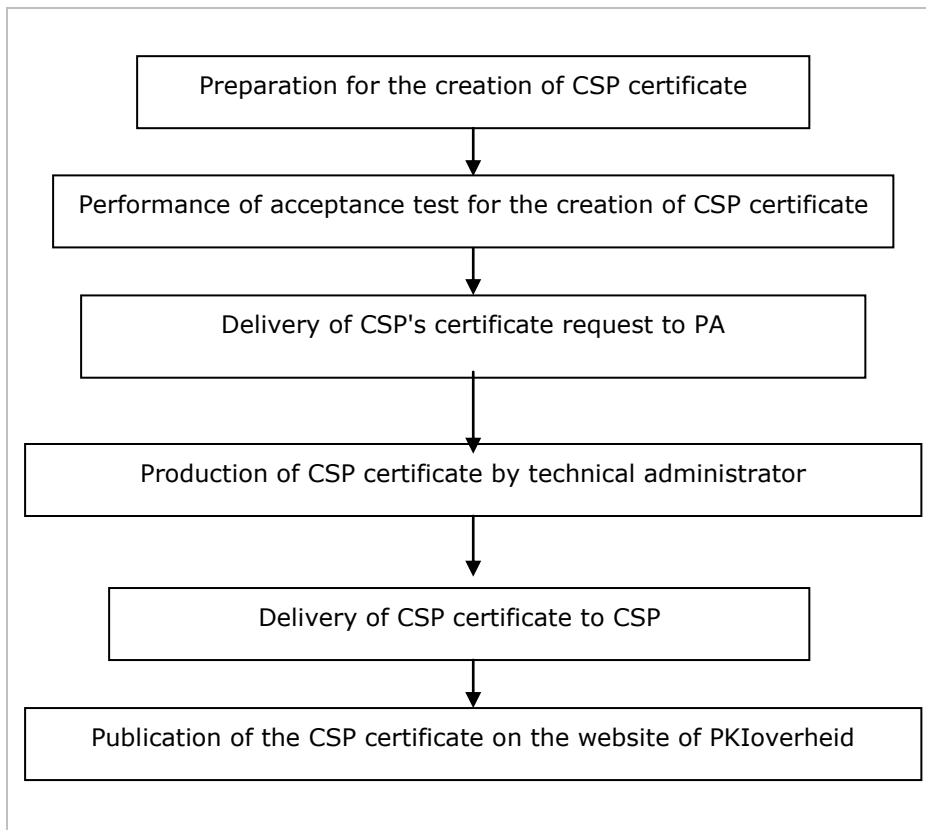 Preparation for the creation of CSP certificate
Performance of acceptance test for the creation of CSP certificate
Delivery of CSP's certificate request to PA
Production of CSP certificate by technical administrator
Delivery of CSP certificate to CSP
Publication of the CSP certificate on the website of PKIoverheid